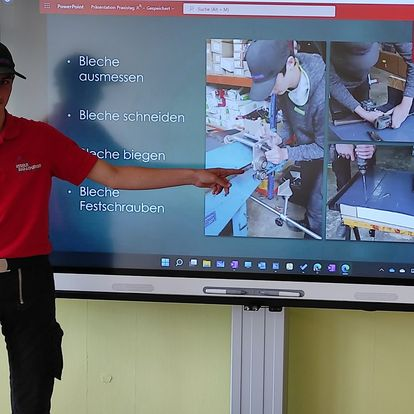 PowerPoint
Präsentation Praxistag
Gespeichert
Suche (Alt + M)
• Bleche
ausmessen
• Bleche schneiden
Bleche biegen
Bleche
Festschrauben